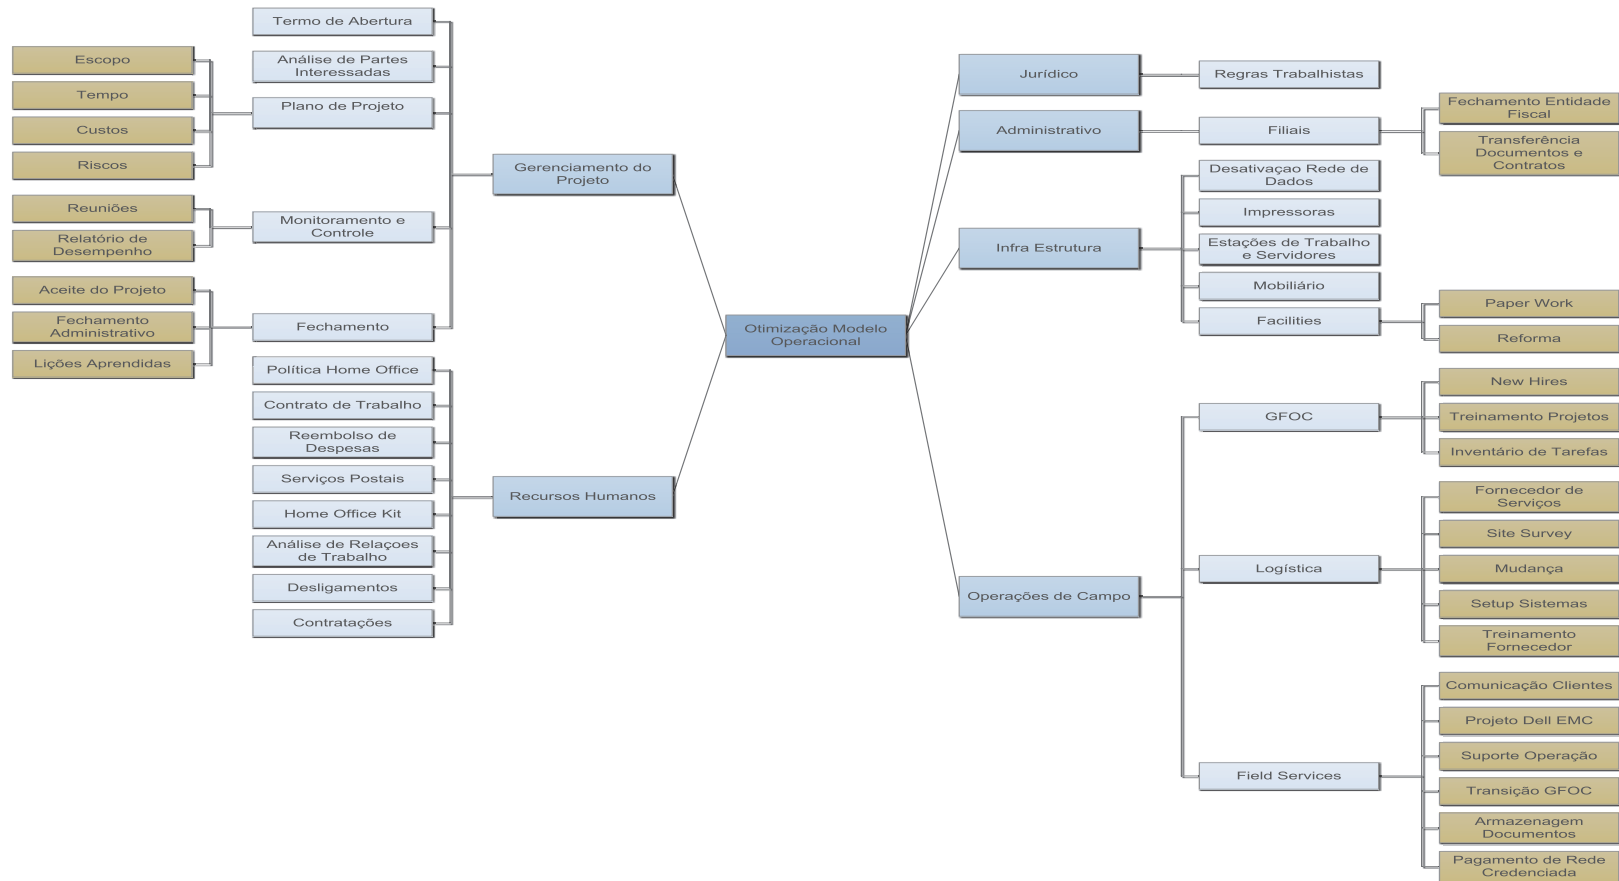 Termo de Abertura
Análise de Partes
Interessadas
Plano de Projeto
Escopo
Tempo
Custos
Riscos
Monitoramento e
Controle
Reuniões
Relatório de
Desempenho
Fechamento
Aceite do Projeto
Fechamento
Administrativo
Lições Aprendidas
Gerenciamento do
Projeto
Política Home Office
Contrato de Trabalho
Reembolso de
Despesas
Serviços Postais
Home Office Kit
Análise de Relaçoes
de Trabalho
Desligamentos
Contratações
Recursos Humanos
Otimização Modelo
Operacional
Jurídico
Regras Trabalhistas
Administrativo
Filiais
Fechamento Entidade
Fiscal
Transferência
Documentos e
Contratos
Infra Estrutura
Desativaçao Rede de
Dados
Impressoras
Estações de Trabalho
e Servidores
Mobiliário
Facilities
Paper Work
Reforma
Operações de Campo
GFOC
New Hires
Treinamento Projetos
Inventário de Tarefas
Logística
Fornecedor de
Serviços
Site Survey
Mudança
Setup Sistemas
Treinamento
Fornecedor
Field Services
Comunicação Clientes
Projeto Dell EMC
Suporte Operação
Transição GFOC
Armazenagem
Documentos
Pagamento de Rede
Credenciada